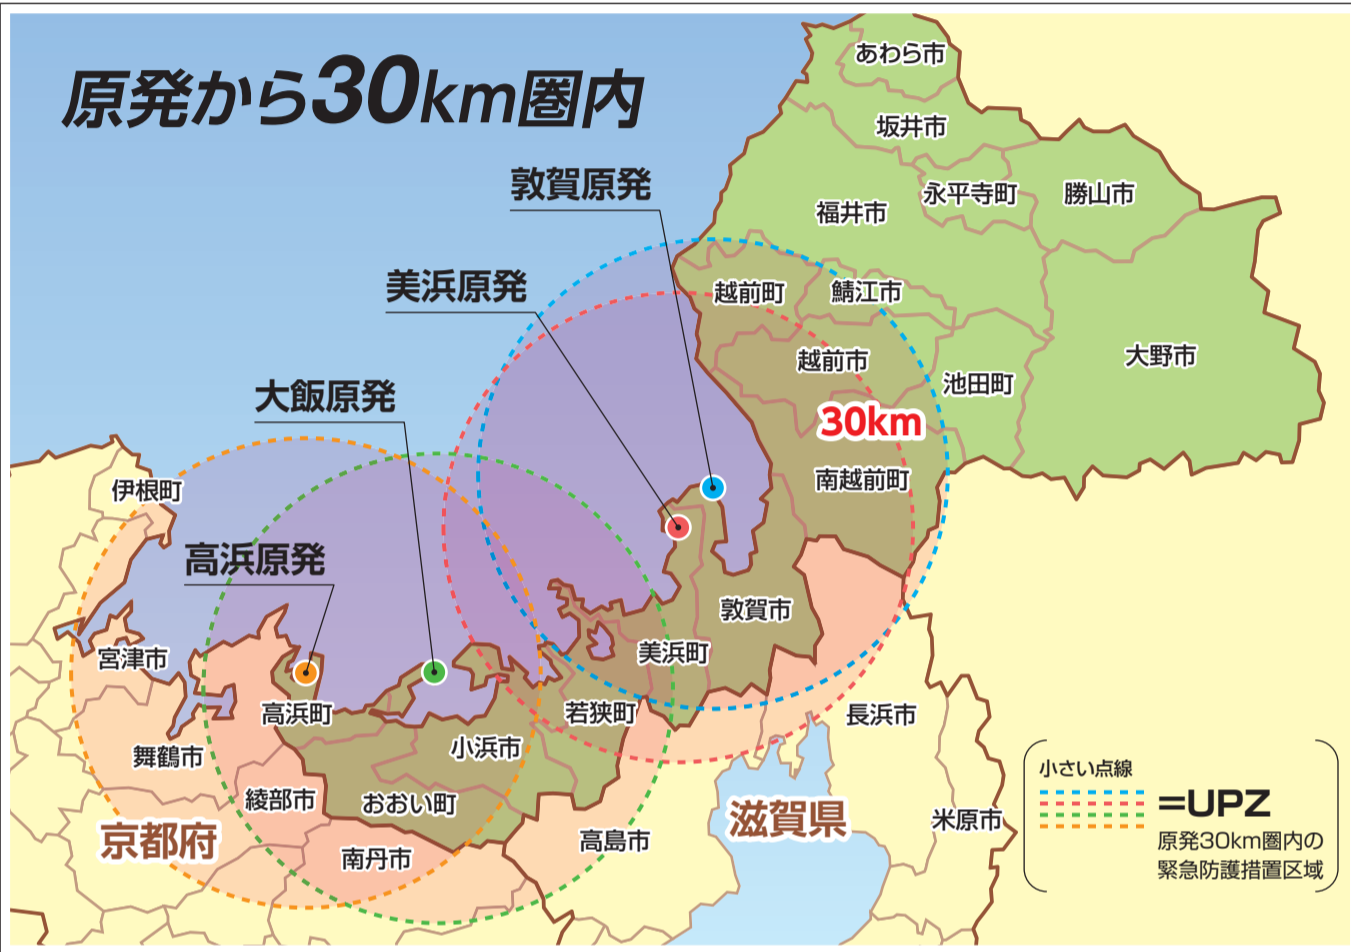 原発から30km圏内
あわら市
坂井市
敦賀原発
永平寺町
勝山市
福井市
美浜原発
越前町
鯖江市
大野市
越前市
池田町
大飯原発
30km
南越前町
伊根町
高浜原発
敦賀市
美浜町
宮津市
高浜町
若狭町
長浜市
小浜市
舞鶴市
小さい点線
=UPZ
原発30km圏内の
緊急防護措置区域
綾部市
おおい町
滋賀県
米原市
京都府
高島市
南丹市